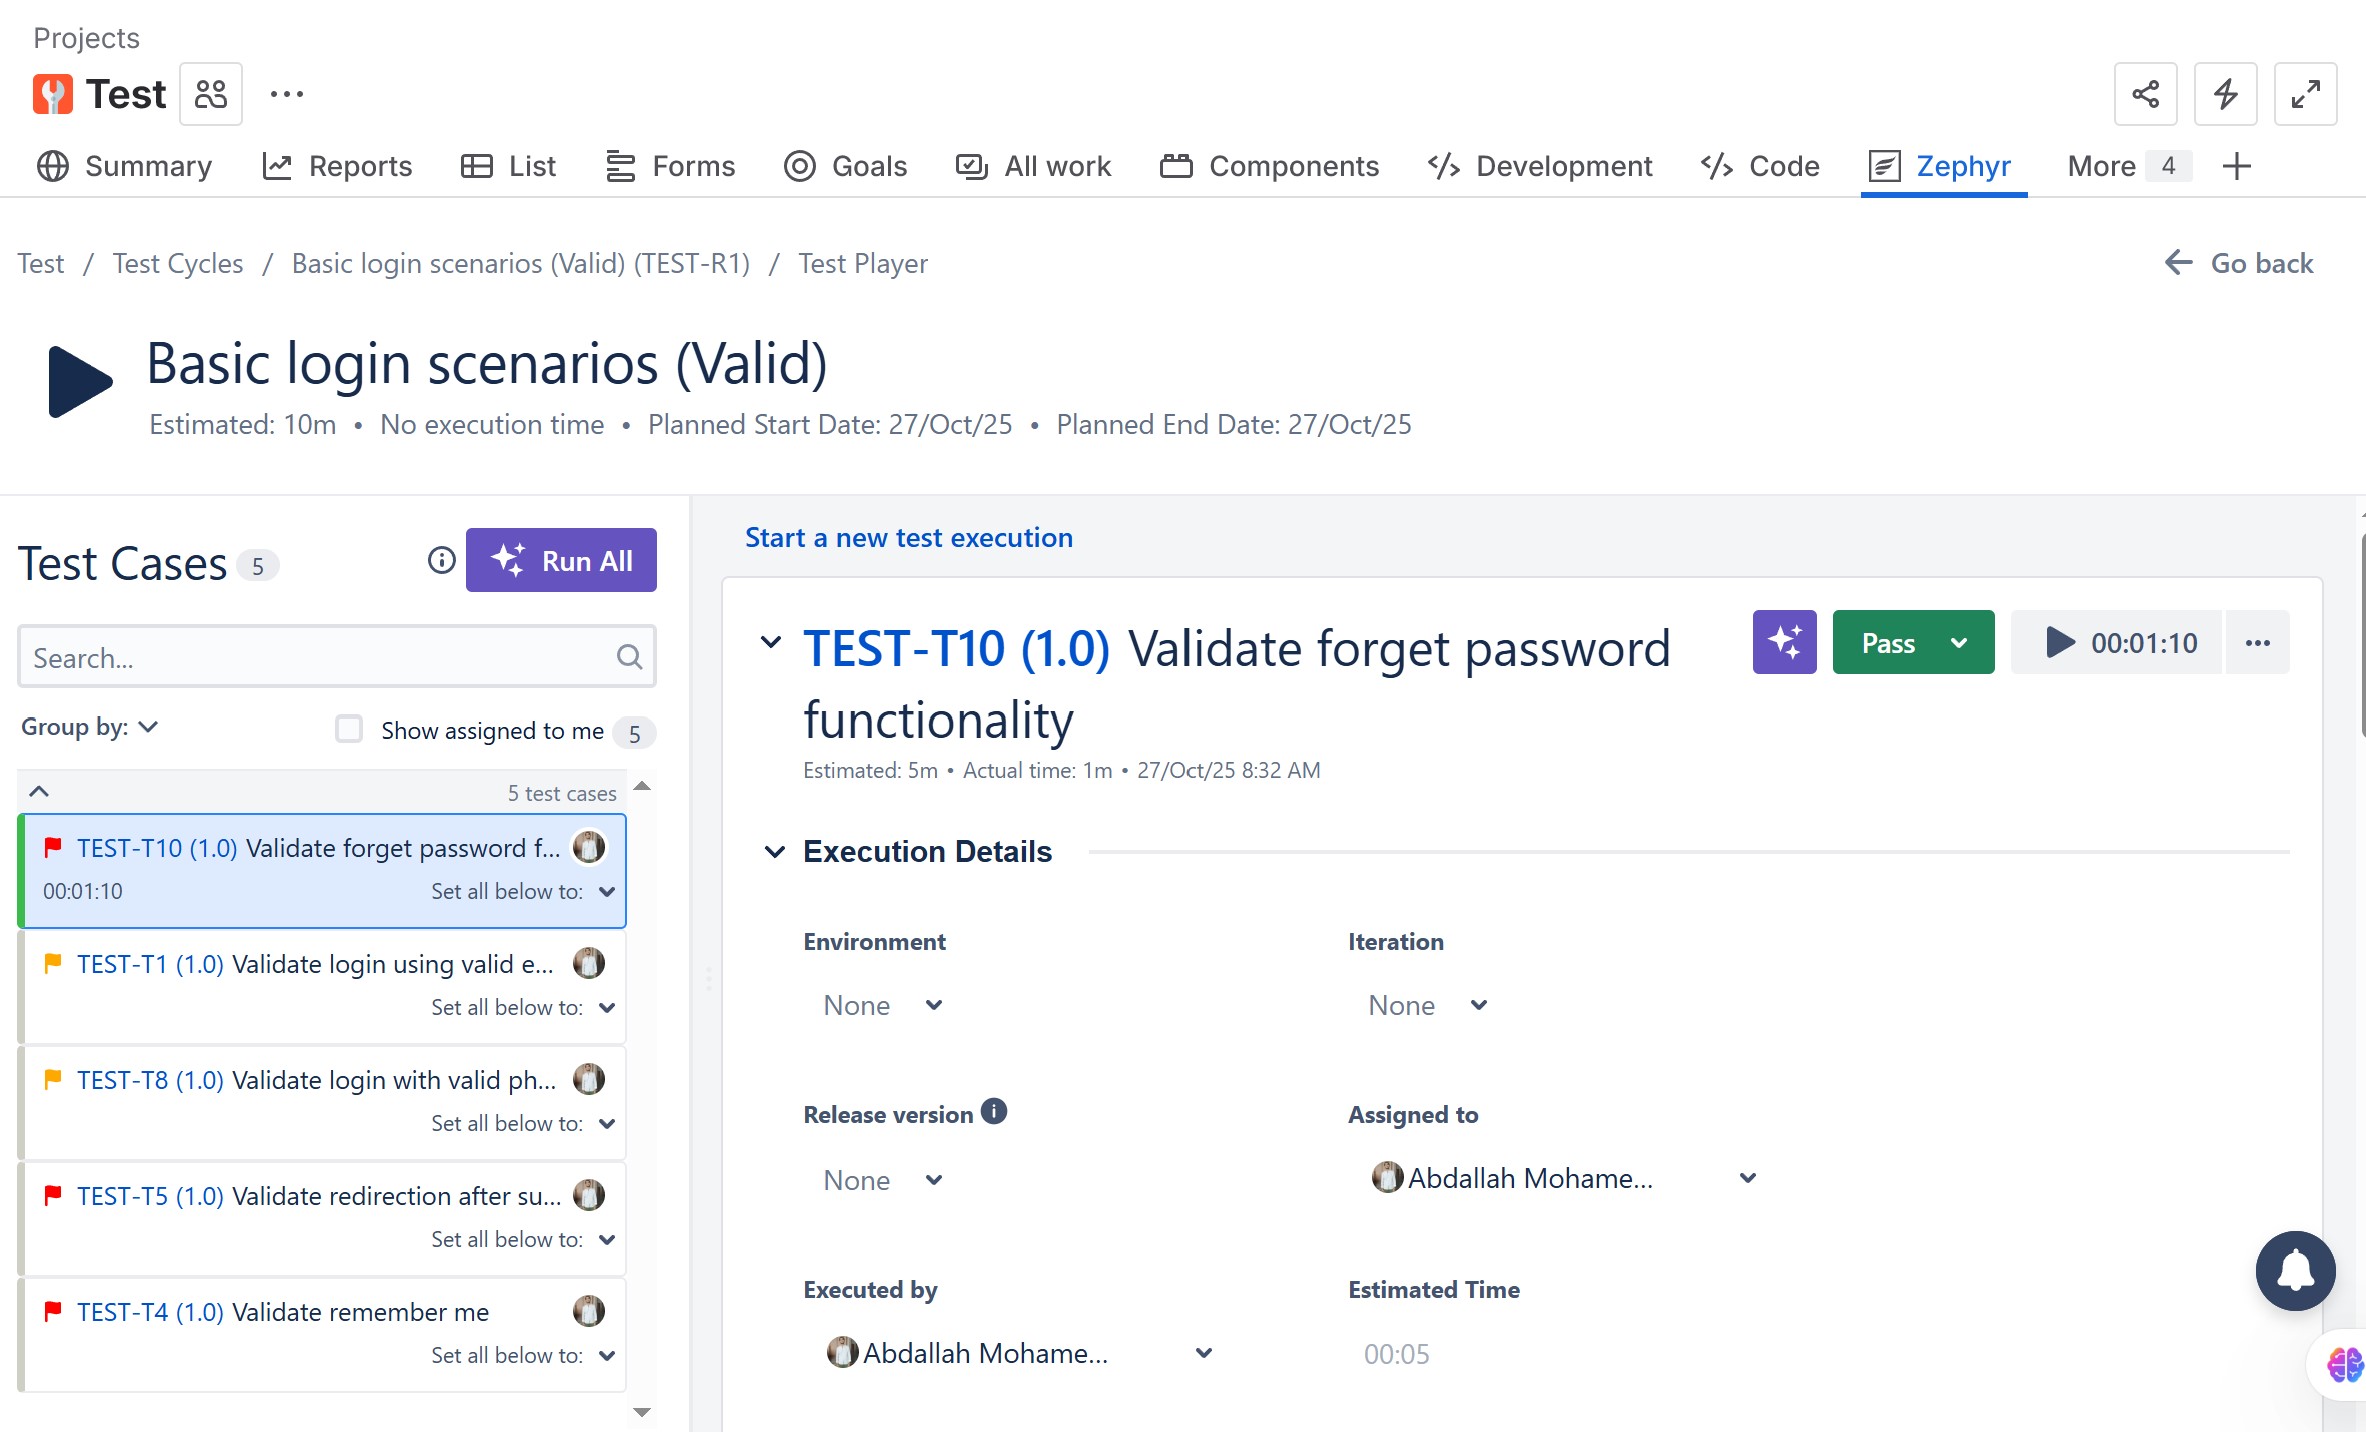 Projects
Test
Summary Reports List Forms Goals All work Components Development Code Zephyr More 4
Test / Test Cycles / Basic login scenarios (Valid) (TEST-R1) / Test Player
Go back
Basic login scenarios (Valid)
Estimated: 10m • No execution time • Planned Start Date: 27/Oct/25 • Planned End Date: 27/Oct/25
Test Cases 5
Run All
Search...
Group by:
Show assigned to me 5
5 test cases
TEST-T10 (1.0) Validate forget password f...
00:01:10 Set all below to:
TEST-T1 (1.0) Validate login using valid e...
Set all below to:
TEST-T8 (1.0) Validate login with valid ph...
Set all below to:
TEST-T5 (1.0) Validate redirection after su...
Set all below to:
TEST-T4 (1.0) Validate remember me
Set all below to:
Start a new test execution
TEST-T10 (1.0) Validate forget password
functionality
Pass
00:01:10
Estimated: 5m • Actual time: 1m • 27/Oct/25 8:32 AM
Execution Details
Environment
None
Iteration
None
Release version
None
Assigned to
Abdallah Mohame...
Executed by
Abdallah Mohame...
Estimated Time
00:05